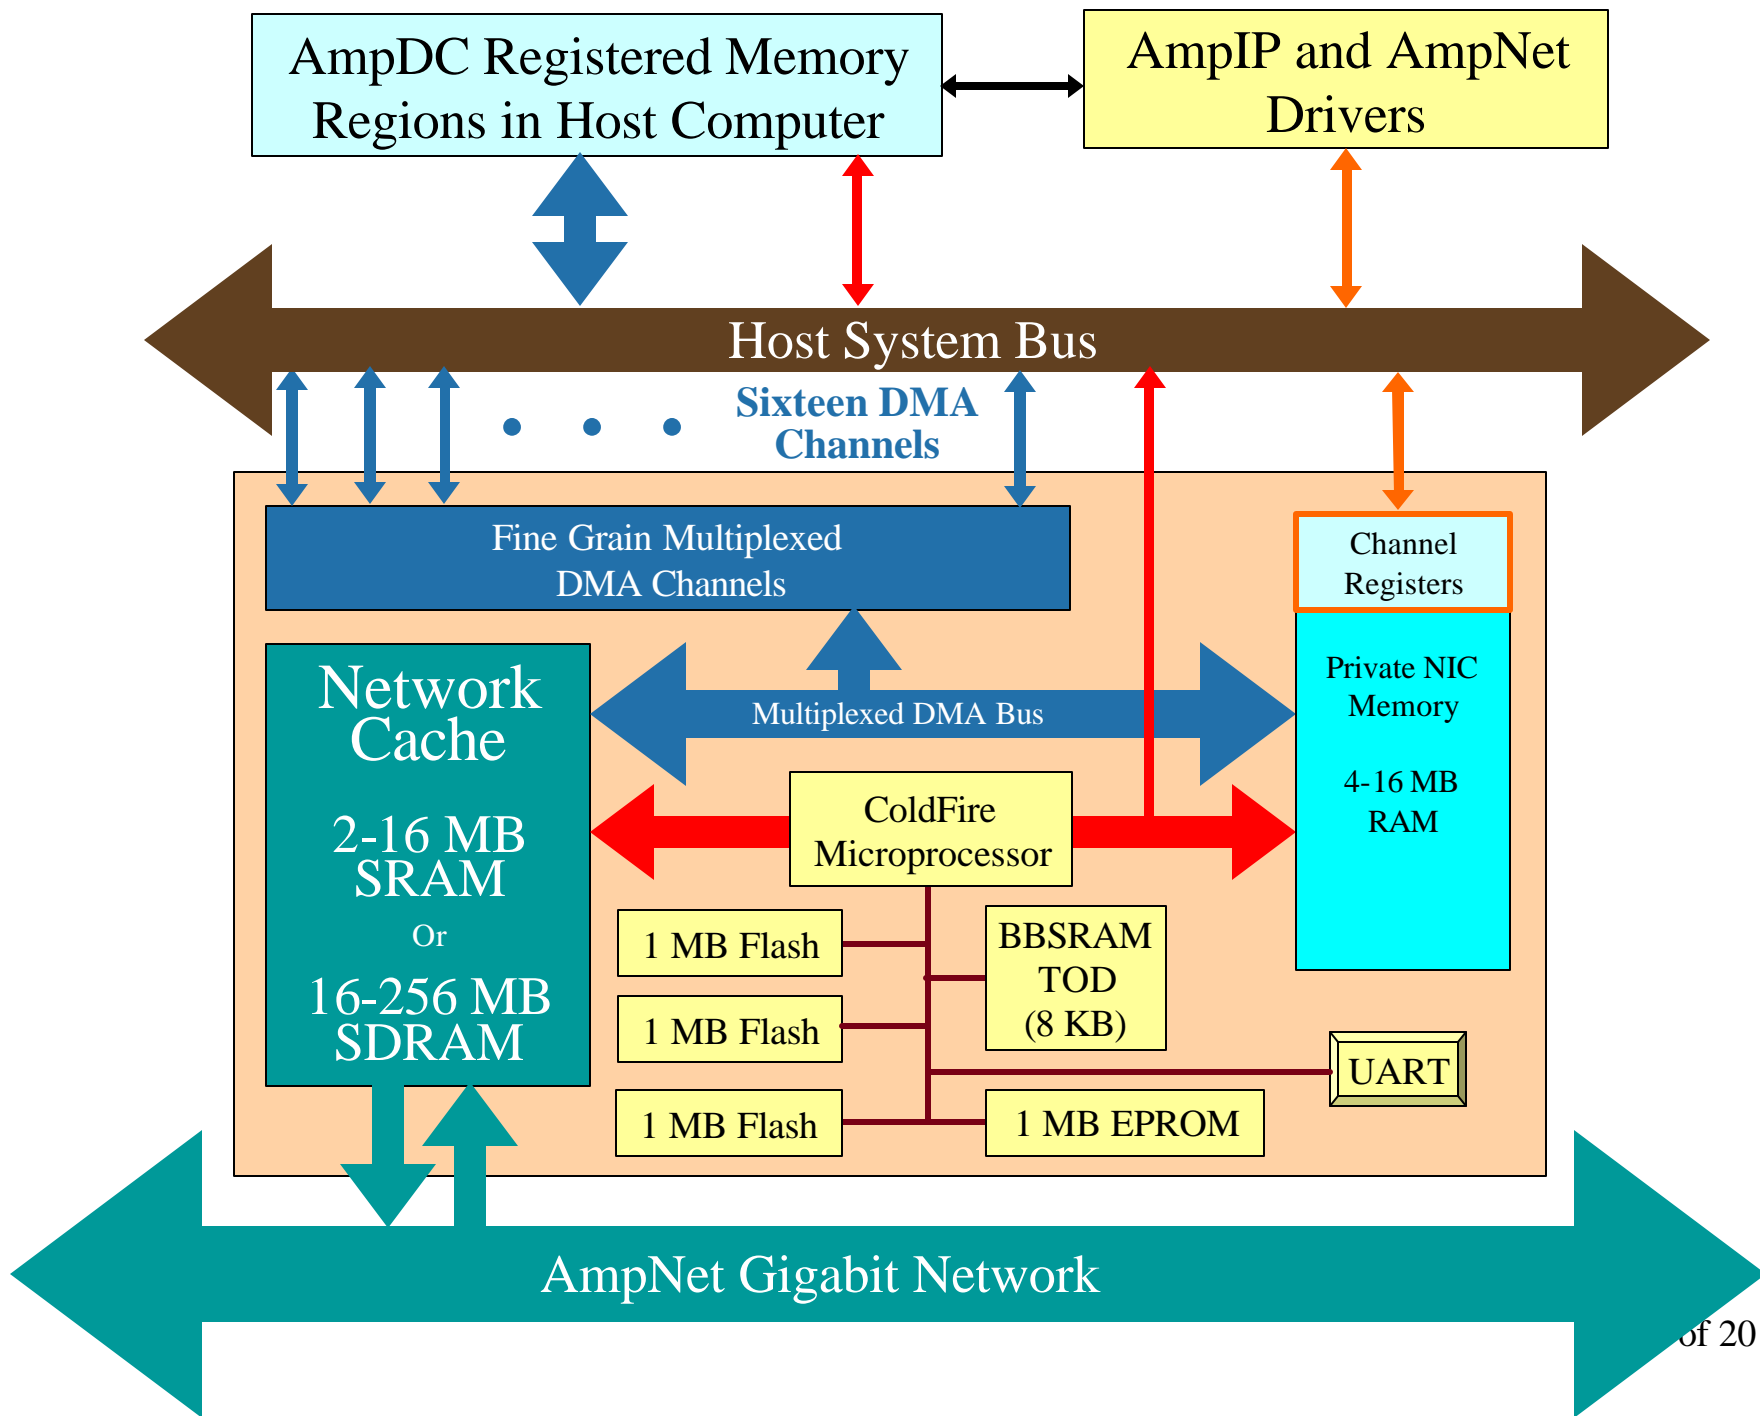 AmpDC Registered Memory
Regions in Host Computer
AmpIP and AmpNet
Drivers
Host System Bus
Sixteen DMA
Channels
Fine Grain Multiplexed
DMA Channels
Channel
Registers
Network
Cache
2-16 MB
SRAM
Or
16-256 MB
SDRAM
Multiplexed DMA Bus
Private NIC
Memory
4-16 MB
RAM
ColdFire
Microprocessor
1 MB Flash
1 MB Flash
1 MB Flash
BBSRAM
TOD
(8 KB)
UART
1 MB EPROM
AmpNet Gigabit Network
of 20